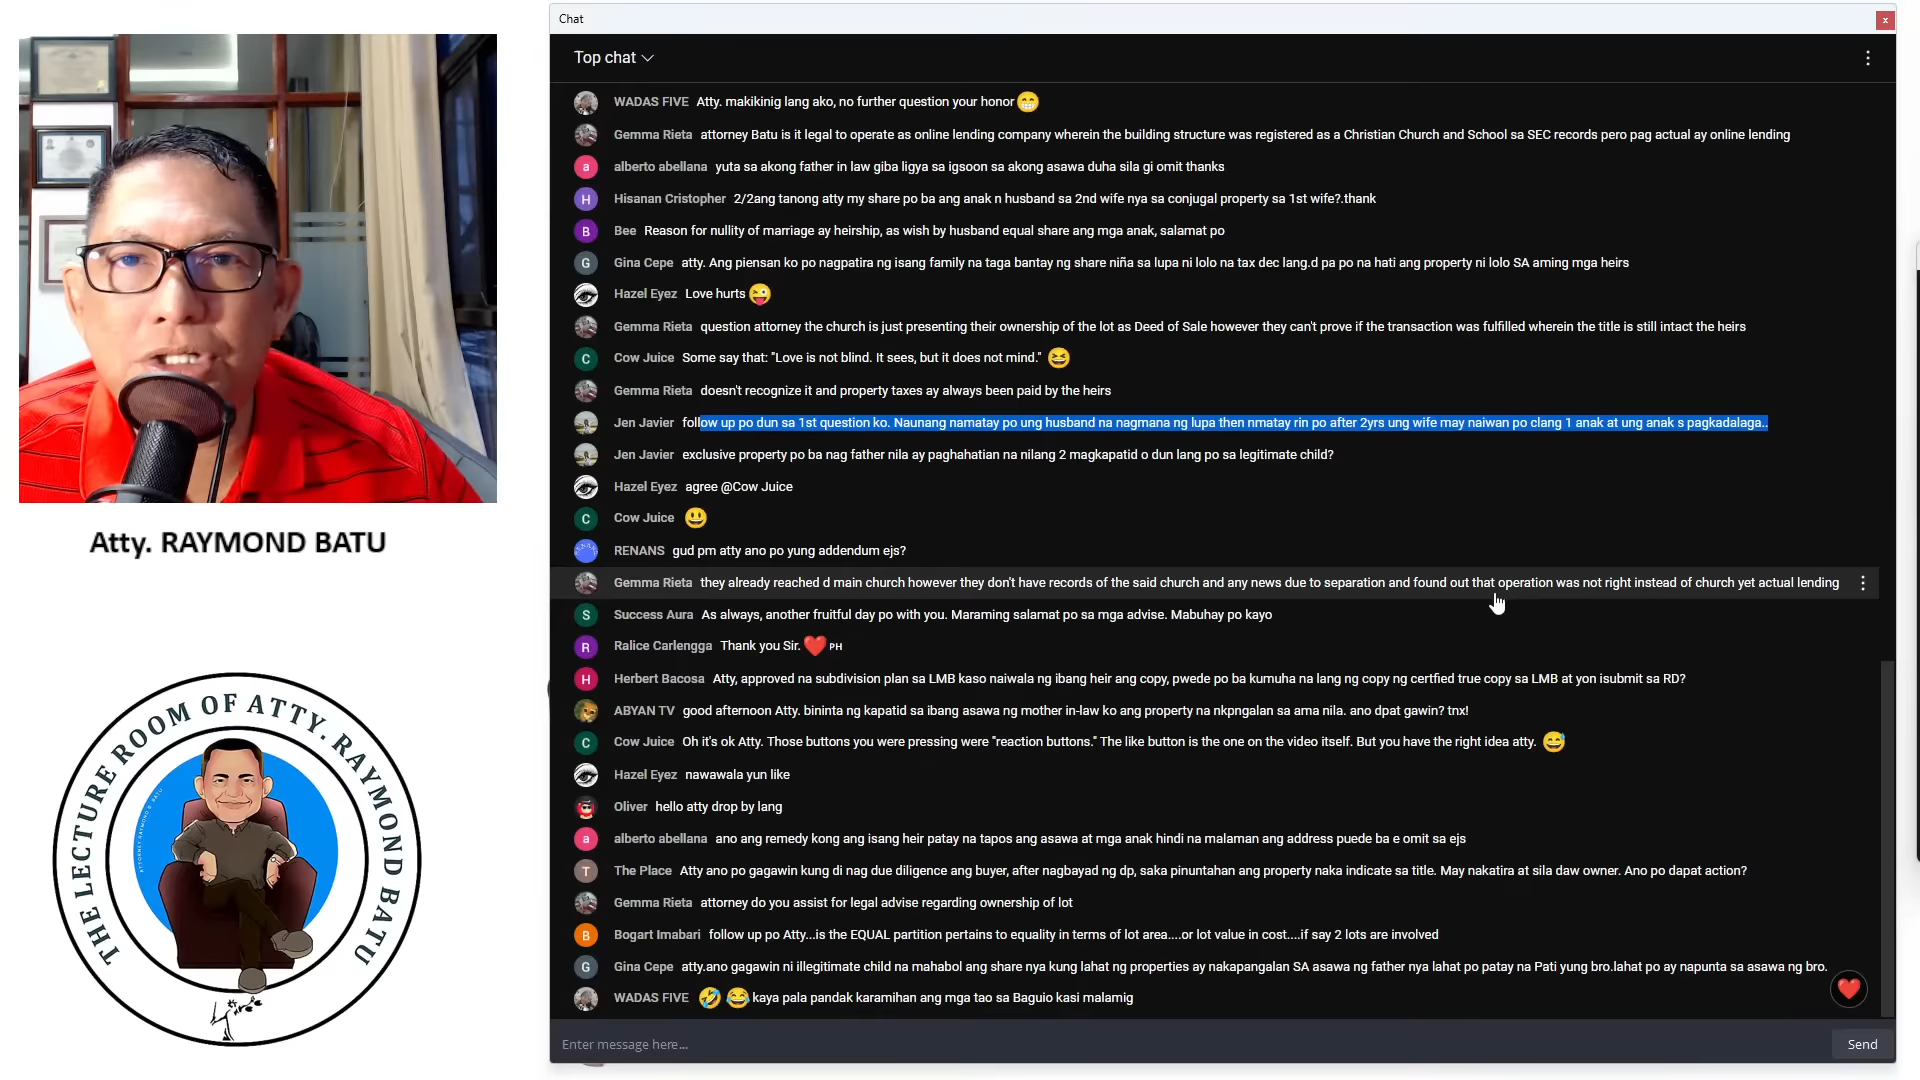 Chat
x
Top chat
WADAS FIVE Atty. makikinig lang ako, no further question your honor
Gemma Rieta attorney Batu is it legal to operate as online lending company wherein the building structure was registered as a Christian Church and School sa SEC records pero pag actual ay online lending
a alberto abellana yuta sa akong father in law giba ligya sa igsoon sa akong asawa duha sila gi omit thanks
H Hisanan Cristopher 2/2ang tanong atty my share po ba ang anak n husband sa 2nd wife nya sa conjugal property sa 1st wife?.thank
B Bee Reason for nullity of marriage ay heirship, as wish by husband equal share ang mga anak, salamat po
G Gina Cepe atty. Ang piensan ko po nagpatira ng isang family na taga bantay ng share niña sa lupa ni lolo na tax dec lang.d pa po na hati ang property ni lolo SA aming mga heirs
Hazel Eyez Love hurts
Gemma Rieta question attorney the church is just presenting their ownership of the lot as Deed of Sale however they can't prove if the transaction was fulfilled wherein the title is still intact the heirs
C Cow Juice Some say that: "Love is not blind. It sees, but it does not mind."
Gemma Rieta doesn't recognize it and property taxes ay always been paid by the heirs
Jen Javier follow up po dun sa 1st question ko. Naunang namatay po ung husband na nagmana ng lupa then nmatay rin po after 2yrs ung wife may naiwan po clang 1 anak at ung anak s pagkadalaga..
Jen Javier exclusive property po ba nag father nila ay paghahatian na nilang 2 magkapatid o dun lang po sa legitimate child?
Hazel Eyez agree @Cow Juice
C Cow Juice
RENANS gud pm atty ano po yung addendum ejs?
Gemma Rieta they already reached d main church however they don't have records of the said church and any news due to separation and found out that operation was not right instead of church yet actual lending
S Success Aura As always, another fruitful day po with you. Maraming salamat po sa mga advise. Mabuhay po kayo
R Ralice Carlengga Thank you Sir. PH
H Herbert Bacosa Atty, approved na subdivision plan sa LMB kaso naiwala ng ibang heir ang copy, pwede po ba kumuha na lang ng copy ng certfied true copy sa LMB at yon isubmit sa RD?
ABYAN TV good afternoon Atty. bininta ng kapatid sa ibang asawa ng mother in-law ko ang property na nkpngalan sa ama nila. ano dpat gawin? tnx!
C Cow Juice Oh it's ok Atty. Those buttons you were pressing were "reaction buttons." The like button is the one on the video itself. But you have the right idea atty.
Hazel Eyez nawawala yun like
Oliver hello atty drop by lang
a alberto abellana ano ang remedy kong ang isang heir patay na tapos ang asawa at mga anak hindi na malaman ang address puede ba e omit sa ejs
T The Place Atty ano po gagawin kung di nag due diligence ang buyer, after nagbayad ng dp, saka pinuntahan ang property naka indicate sa title. May nakatira at sila daw owner. Ano po dapat action?
Gemma Rieta attorney do you assist for legal advise regarding ownership of lot
B Bogart Imabari follow up po Atty...is the EQUAL partition pertains to equality in terms of lot area....or lot value in cost....if say 2 lots are involved
G Gina Cepe atty.ano gagawin ni illegitimate child na mahabol ang share nya kung lahat ng properties ay nakapangalan SA asawa ng father nya lahat po patay na Pati yung bro.lahat po ay napunta sa asawa ng bro.
WADAS FIVE kaya pala pandak karamihan ang mga tao sa Baguio kasi malamig
Enter message here...
Send
Atty. RAYMOND BATU
THE LECTURE ROOM OF ATTY. RAYMOND BATU